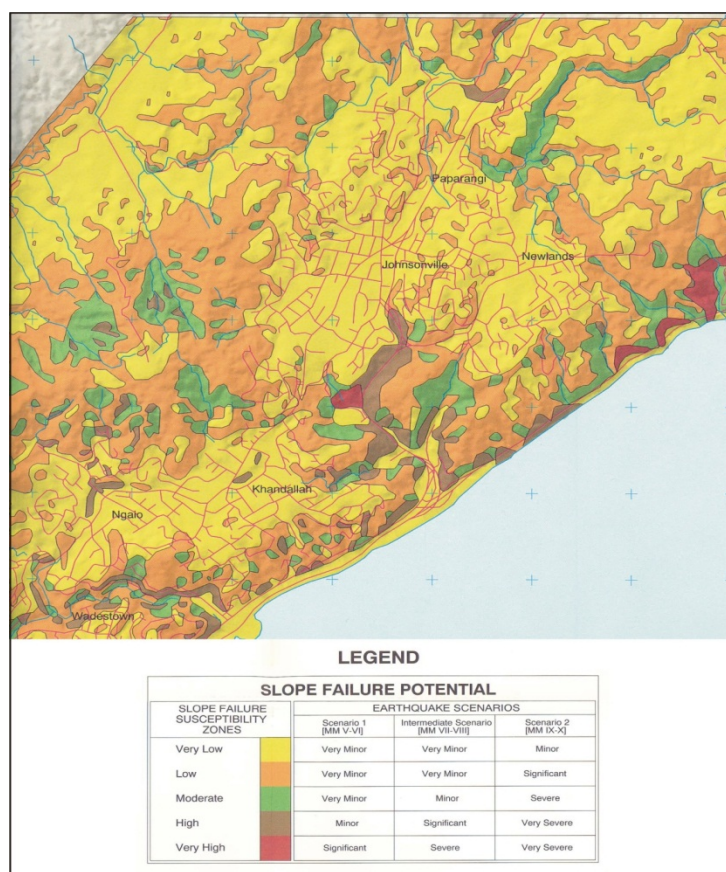 Paparangi
Johnsonville
Newlands
Khandallah
Ngaio
Wadestown
LEGEND
SLOPE FAILURE POTENTIAL
SLOPE FAILURE
SUSCEPTIBILITY
ZONES
EARTHQUAKE SCENARIOS
Scenario 1
[MM V-VI]
Intermediate Scenario
[MM VII-VIII]
Scenario 2
[MM IX-X]
Very Low
Very Minor
Very Minor
Minor
Low
Very Minor
Very Minor
Significant
Moderate
Very Minor
Minor
Severe
High
Minor
Significant
Very Severe
Very High
Significant
Severe
Very Severe